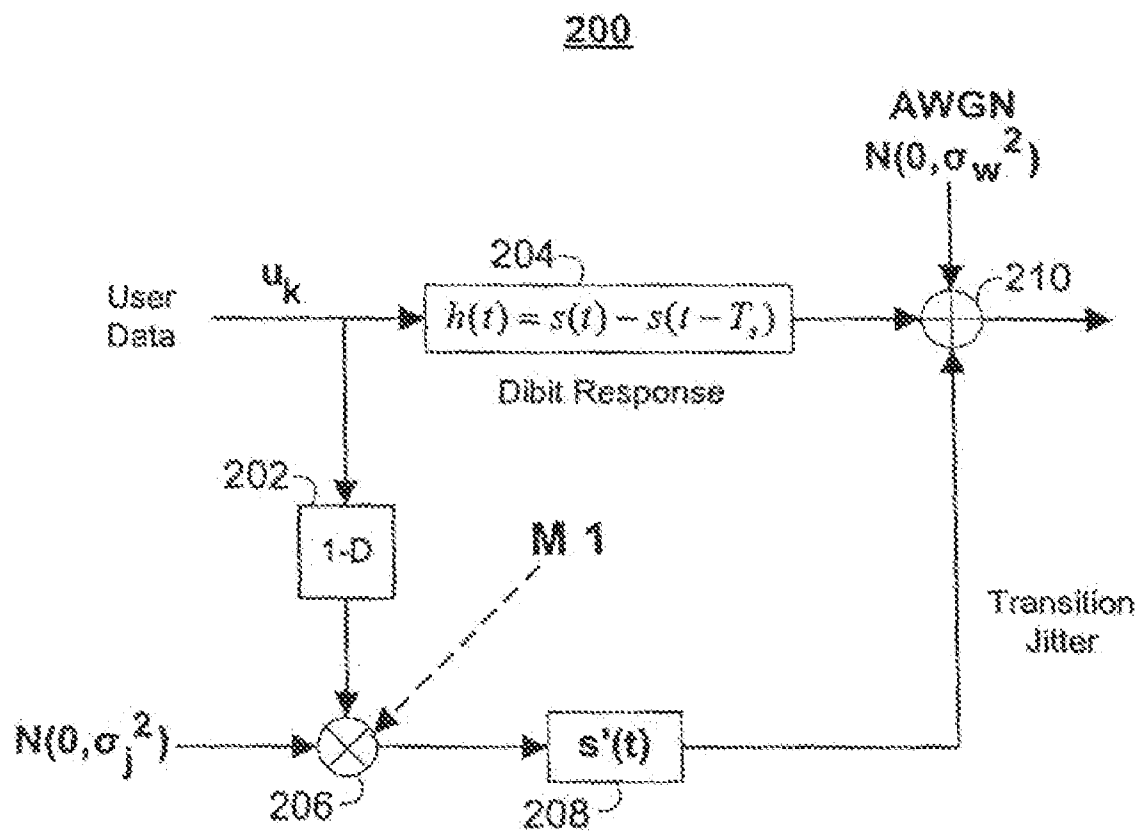 200
AWGN
N(0,σw²)
204
210
uk
User
Data
h(t) = s(t) – s(t – Ts)
Dibit Response
202
1-D
M 1
Transition
Jitter
N(0,σj²)
s'(t)
206
208